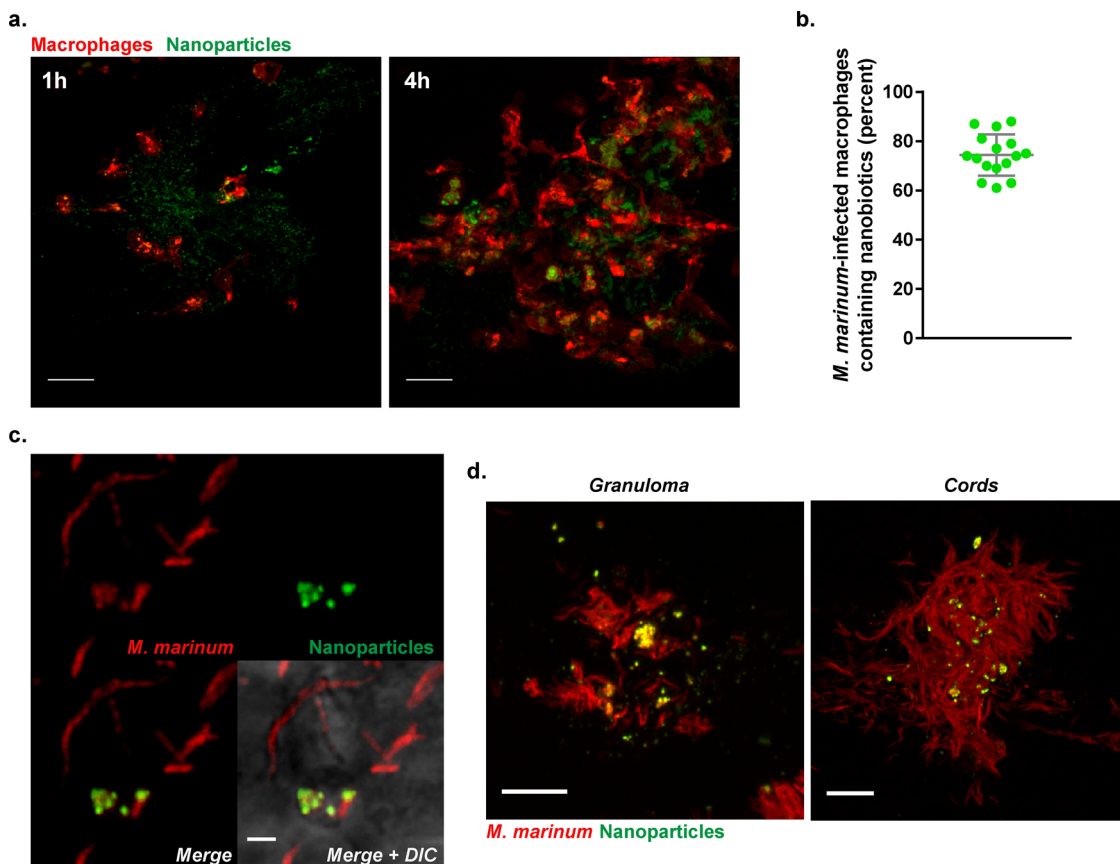 a.
Macrophages Nanoparticles
1h
4h
b.
M. marinum-infected macrophages
containing nanobiotics (percent)
100
80
60
40
20
0
c.
M. marinum
Nanoparticles
Merge
Merge + DIC
d.
Granuloma
Cords
M. marinum Nanoparticles